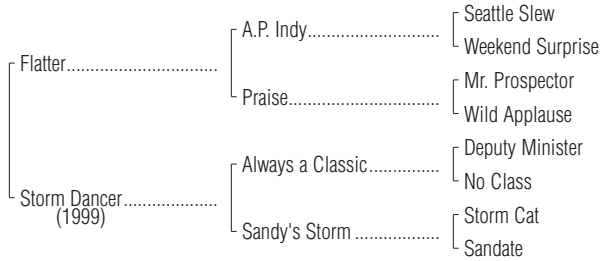 Seattle Slew
A.P. Indy
Weekend Surprise
Flatter
Mr. Prospector
Praise
Wild Applause
Deputy Minister
Always a Classic
No Class
Storm Dancer
(1999)
Storm Cat
Sandy's Storm
Sandate